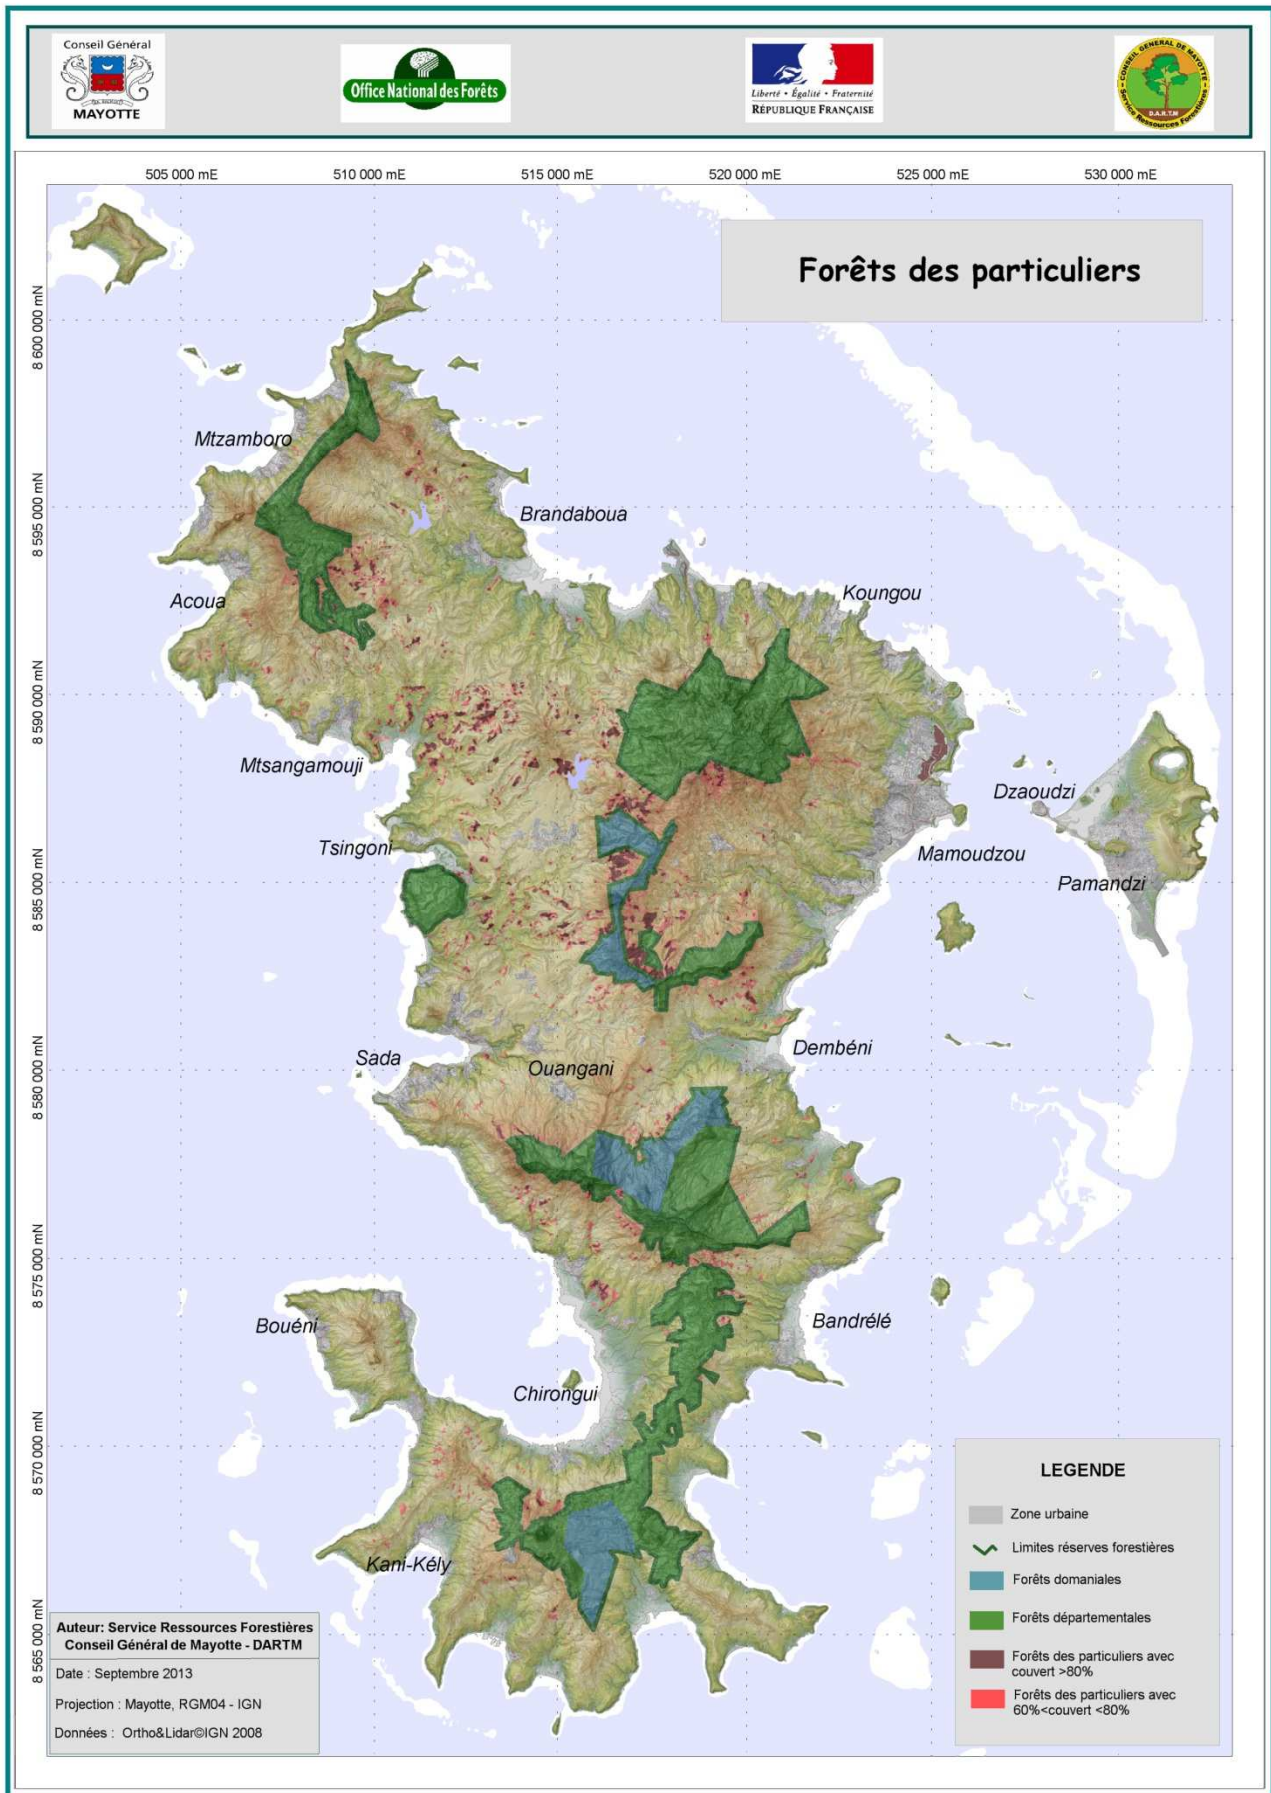 Conseil Général
MAYOTTE
Office National des Forêts
Liberté • Égalité • Fraternité
RÉPUBLIQUE FRANÇAISE
CONSEIL GENERAL DE MAYOTTE
D.A.R.T.M
Service Ressources Forestières
505 000 mE
510 000 mE
515 000 mE
520 000 mE
525 000 mE
530 000 mE
Forêts des particuliers
8 600 000 mN
8 595 000 mN
8 590 000 mN
8 585 000 mN
8 580 000 mN
8 575 000 mN
8 570 000 mN
8 565 000 mN
Mtzamboro
Brandaboua
Acoua
Koungou
Mtsangamouji
Dzaoudzi
Tsingoni
Mamoudzou
Pamandzi
Sada
Ouangani
Dembéni
Bouéni
Bandrélé
Chirongui
Kani-Kély
LEGENDE
Zone urbaine
Limites réserves forestières
Forêts domaniales
Forêts départementales
Forêts des particuliers avec
couvert >80%
Forêts des particuliers avec
60%<couvert <80%
Auteur: Service Ressources Forestières
Conseil Général de Mayotte - DARTM
Date : Septembre 2013
Projection : Mayotte, RGM04 - IGN
Données : Ortho&Lidar©IGN 2008